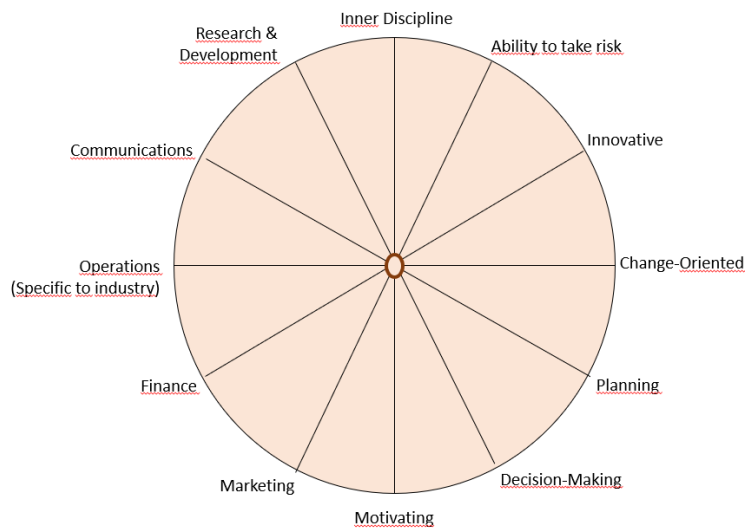 Inner Discipline
Ability to take risk
Innovative
Change-Oriented
Planning
Decision-Making
Motivating
Marketing
Finance
Operations
(Specific to industry)
Communications
Research &
Development